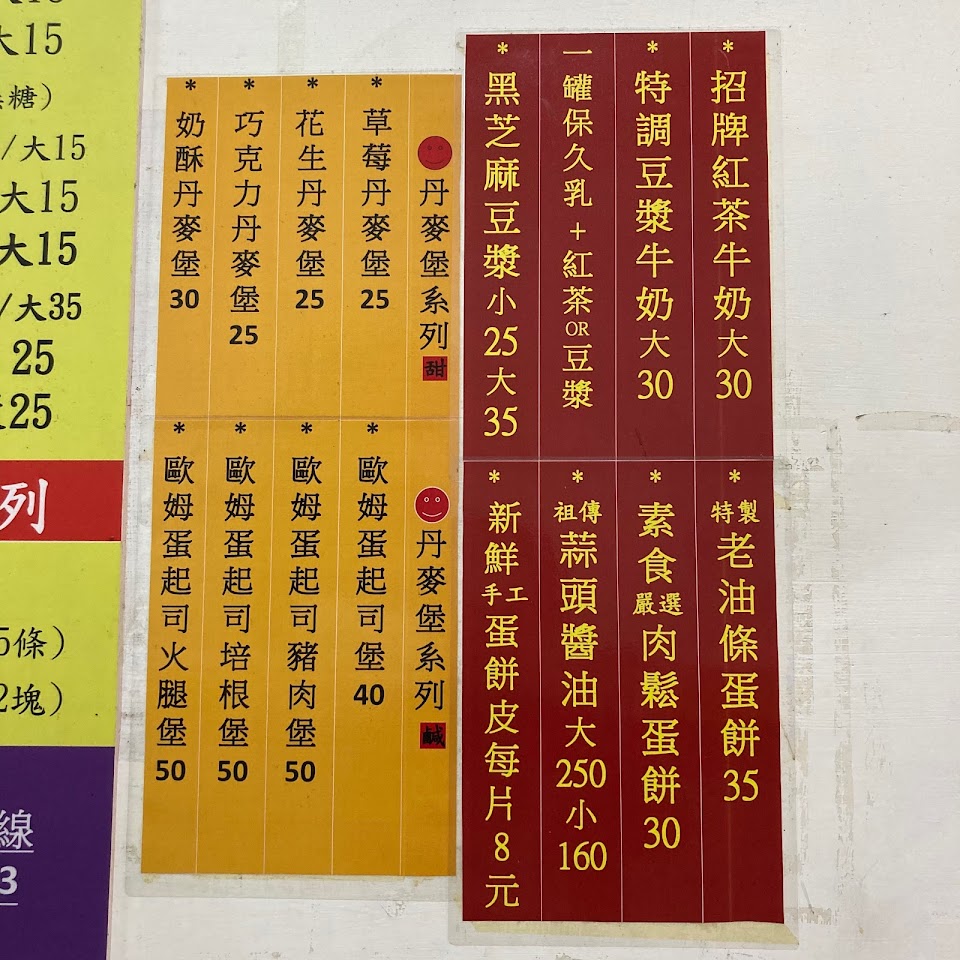 *招牌紅茶牛奶大30
*特調豆漿牛奶大30
一罐保久乳+紅茶OR豆漿
*黑芝麻豆漿小25大35
*特製老油條蛋餅35
*素食嚴選肉鬆蛋餅30
*祖傳蒜頭醬油大250小160
*新鮮手工蛋餅皮每片8元
丹麥堡系列甜
*草莓丹麥堡25
*花生丹麥堡25
*巧克力丹麥堡25
*奶酥丹麥堡30
丹麥堡系列鹹
*歐姆蛋起司堡40
*歐姆蛋起司豬肉堡50
*歐姆蛋起司培根堡50
*歐姆蛋起司火腿堡50
大15
糖)
/大15
大15
大15
/大35
25
25
列
5條)
2塊)
線
3